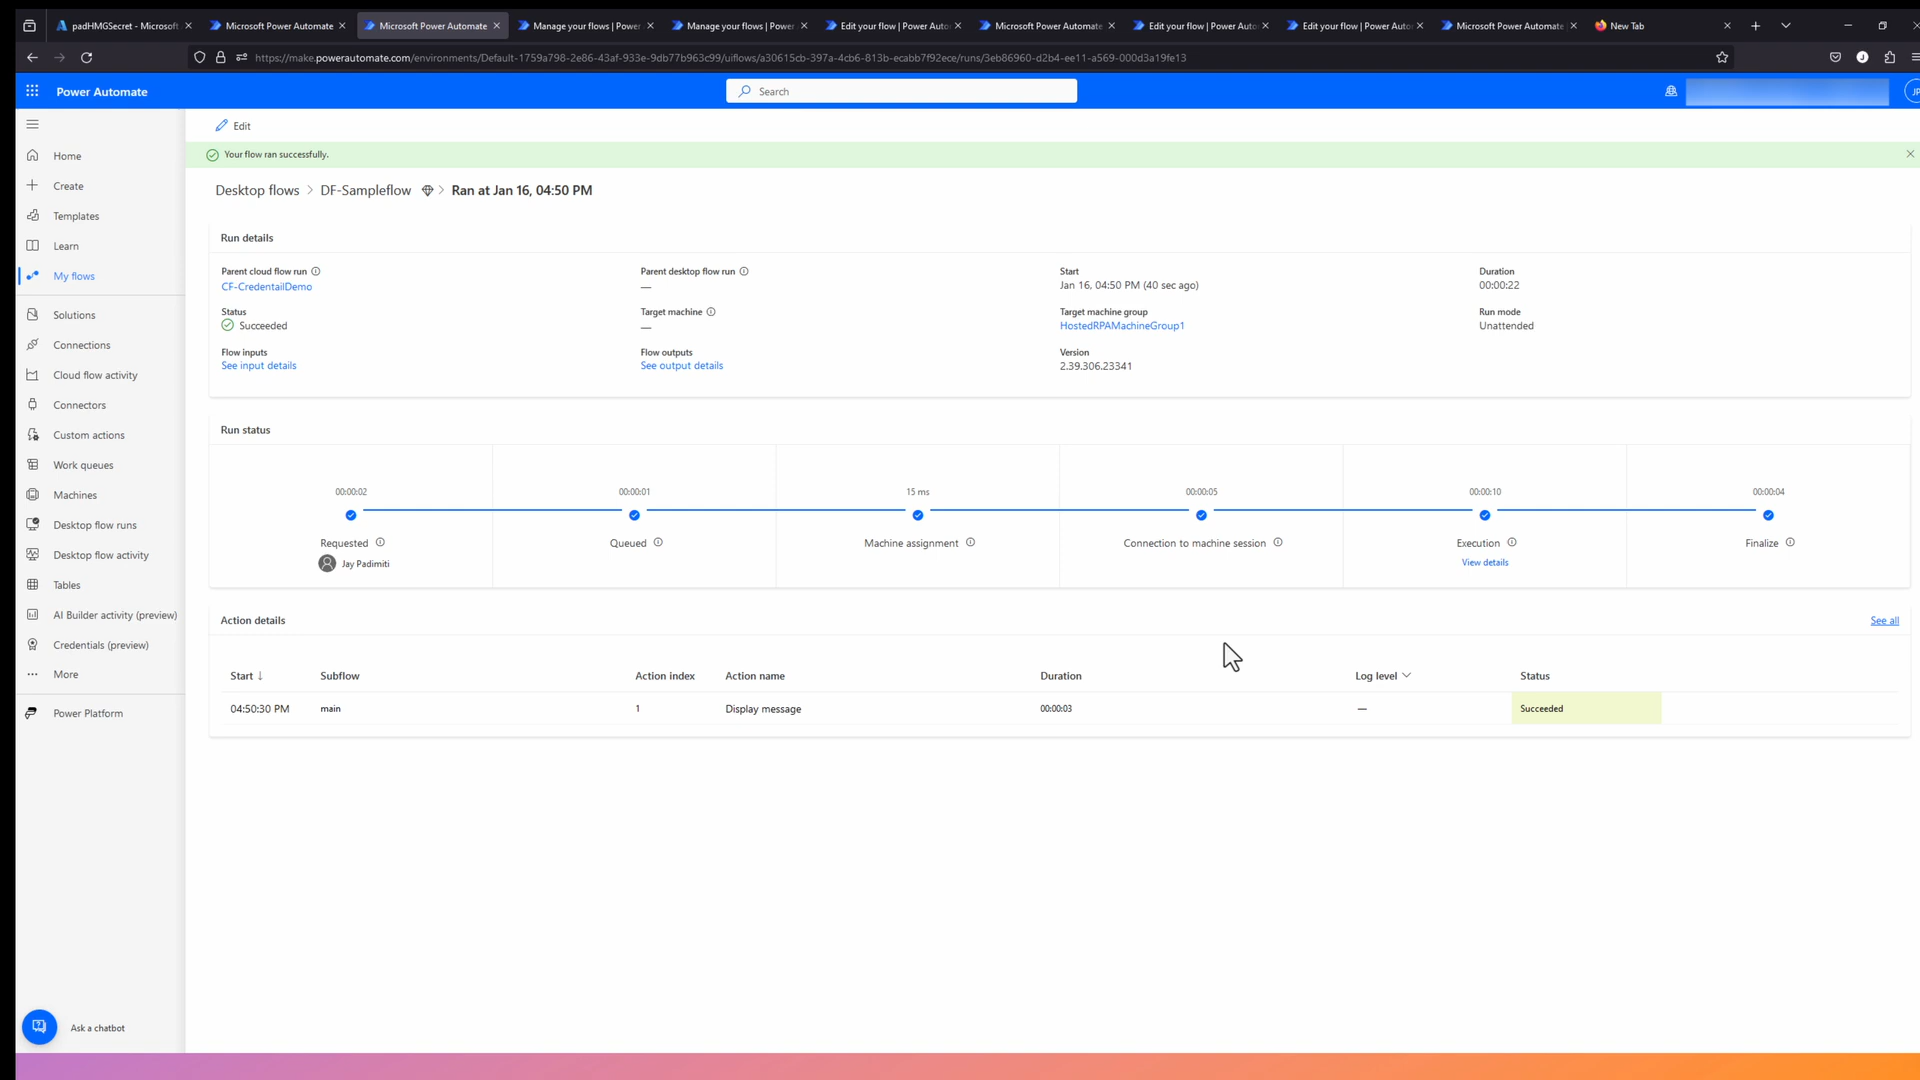 padHMGSecret - Microsoft
Microsoft Power Automate
Microsoft Power Automate
Manage your flows | Power
Manage your flows | Power
Edit your flow | Power Auto
Microsoft Power Automate
Edit your flow | Power Auto
Edit your flow | Power Auto
Microsoft Power Automate
New Tab
https://make.powerautomate.com/environments/Default-1759a798-2e86-43af-933e-9db77b963c99/uiflows/a30615cb-397a-4cb6-813b-ecabb7f92ece/runs/3eb86960-d2b4-ee11-a569-000d3a19fe13
Power Automate
Search
JP
Edit
Your flow ran successfully.
Desktop flows > DF-Sampleflow > Ran at Jan 16, 04:50 PM
Home
Create
Templates
Learn
My flows
Solutions
Connections
Cloud flow activity
Connectors
Custom actions
Work queues
Machines
Desktop flow runs
Desktop flow activity
Tables
AI Builder activity (preview)
Credentials (preview)
More
Power Platform
Ask a chatbot
Run details
Parent cloud flow run
CF-CredentailDemo
Parent desktop flow run
—
Start
Jan 16, 04:50 PM (40 sec ago)
Duration
00:00:22
Status
Succeeded
Target machine
—
Target machine group
HostedRPAMachineGroup1
Run mode
Unattended
Flow inputs
See input details
Flow outputs
See output details
Version
2.39.306.23341
Run status
00:00:02
Requested
Jay Padimiti
00:00:01
Queued
15 ms
Machine assignment
00:00:05
Connection to machine session
00:00:10
Execution
View details
00:00:04
Finalize
Action details
See all
Start ↓ Subflow Action index Action name Duration Log level Status
04:50:30 PM main 1 Display message 00:00:03 — Succeeded